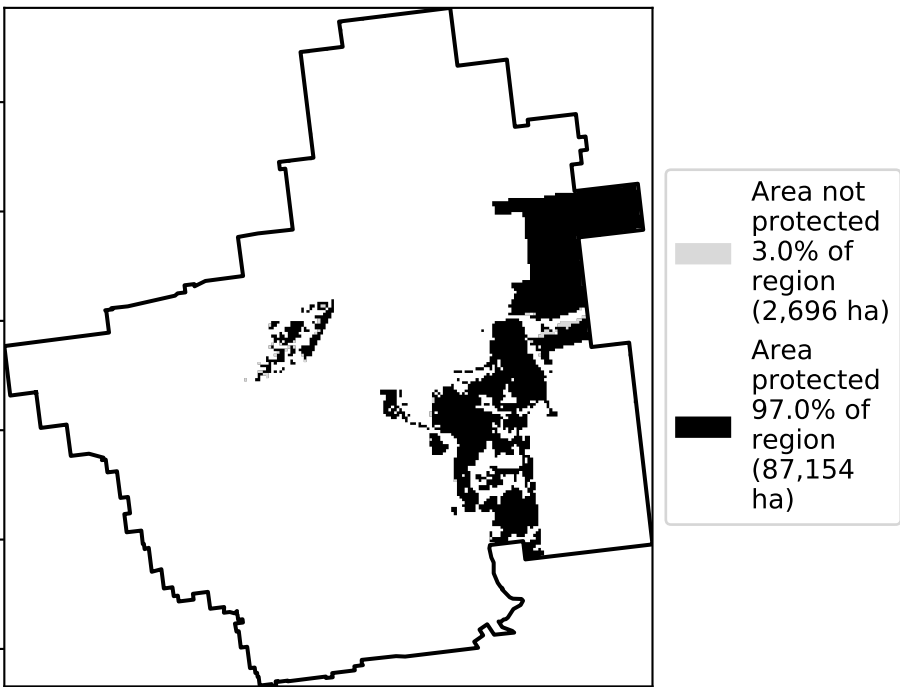 Area not
protected
3.0% of
region
(2,696 ha)
Area
protected
97.0% of
region
(87,154
ha)